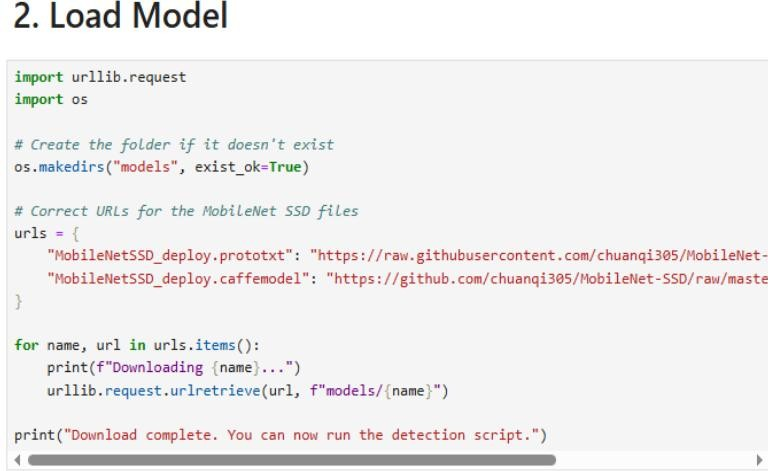 2. Load Model
import urllib.request
import os
# Create the folder if it doesn't exist
os.makedirs("models", exist_ok=True)
# Correct URLs for the MobileNet SSD files
urls = {
    "MobileNetSSD_deploy.prototxt": "https://raw.githubusercontent.com/chuanqi305/MobileNet-
    "MobileNetSSD_deploy.caffemodel": "https://github.com/chuanqi305/MobileNet-SSD/raw/maste
}
for name, url in urls.items():
    print(f"Downloading {name}...")
    urllib.request.urlretrieve(url, f"models/{name}")
print("Download complete. You can now run the detection script.")